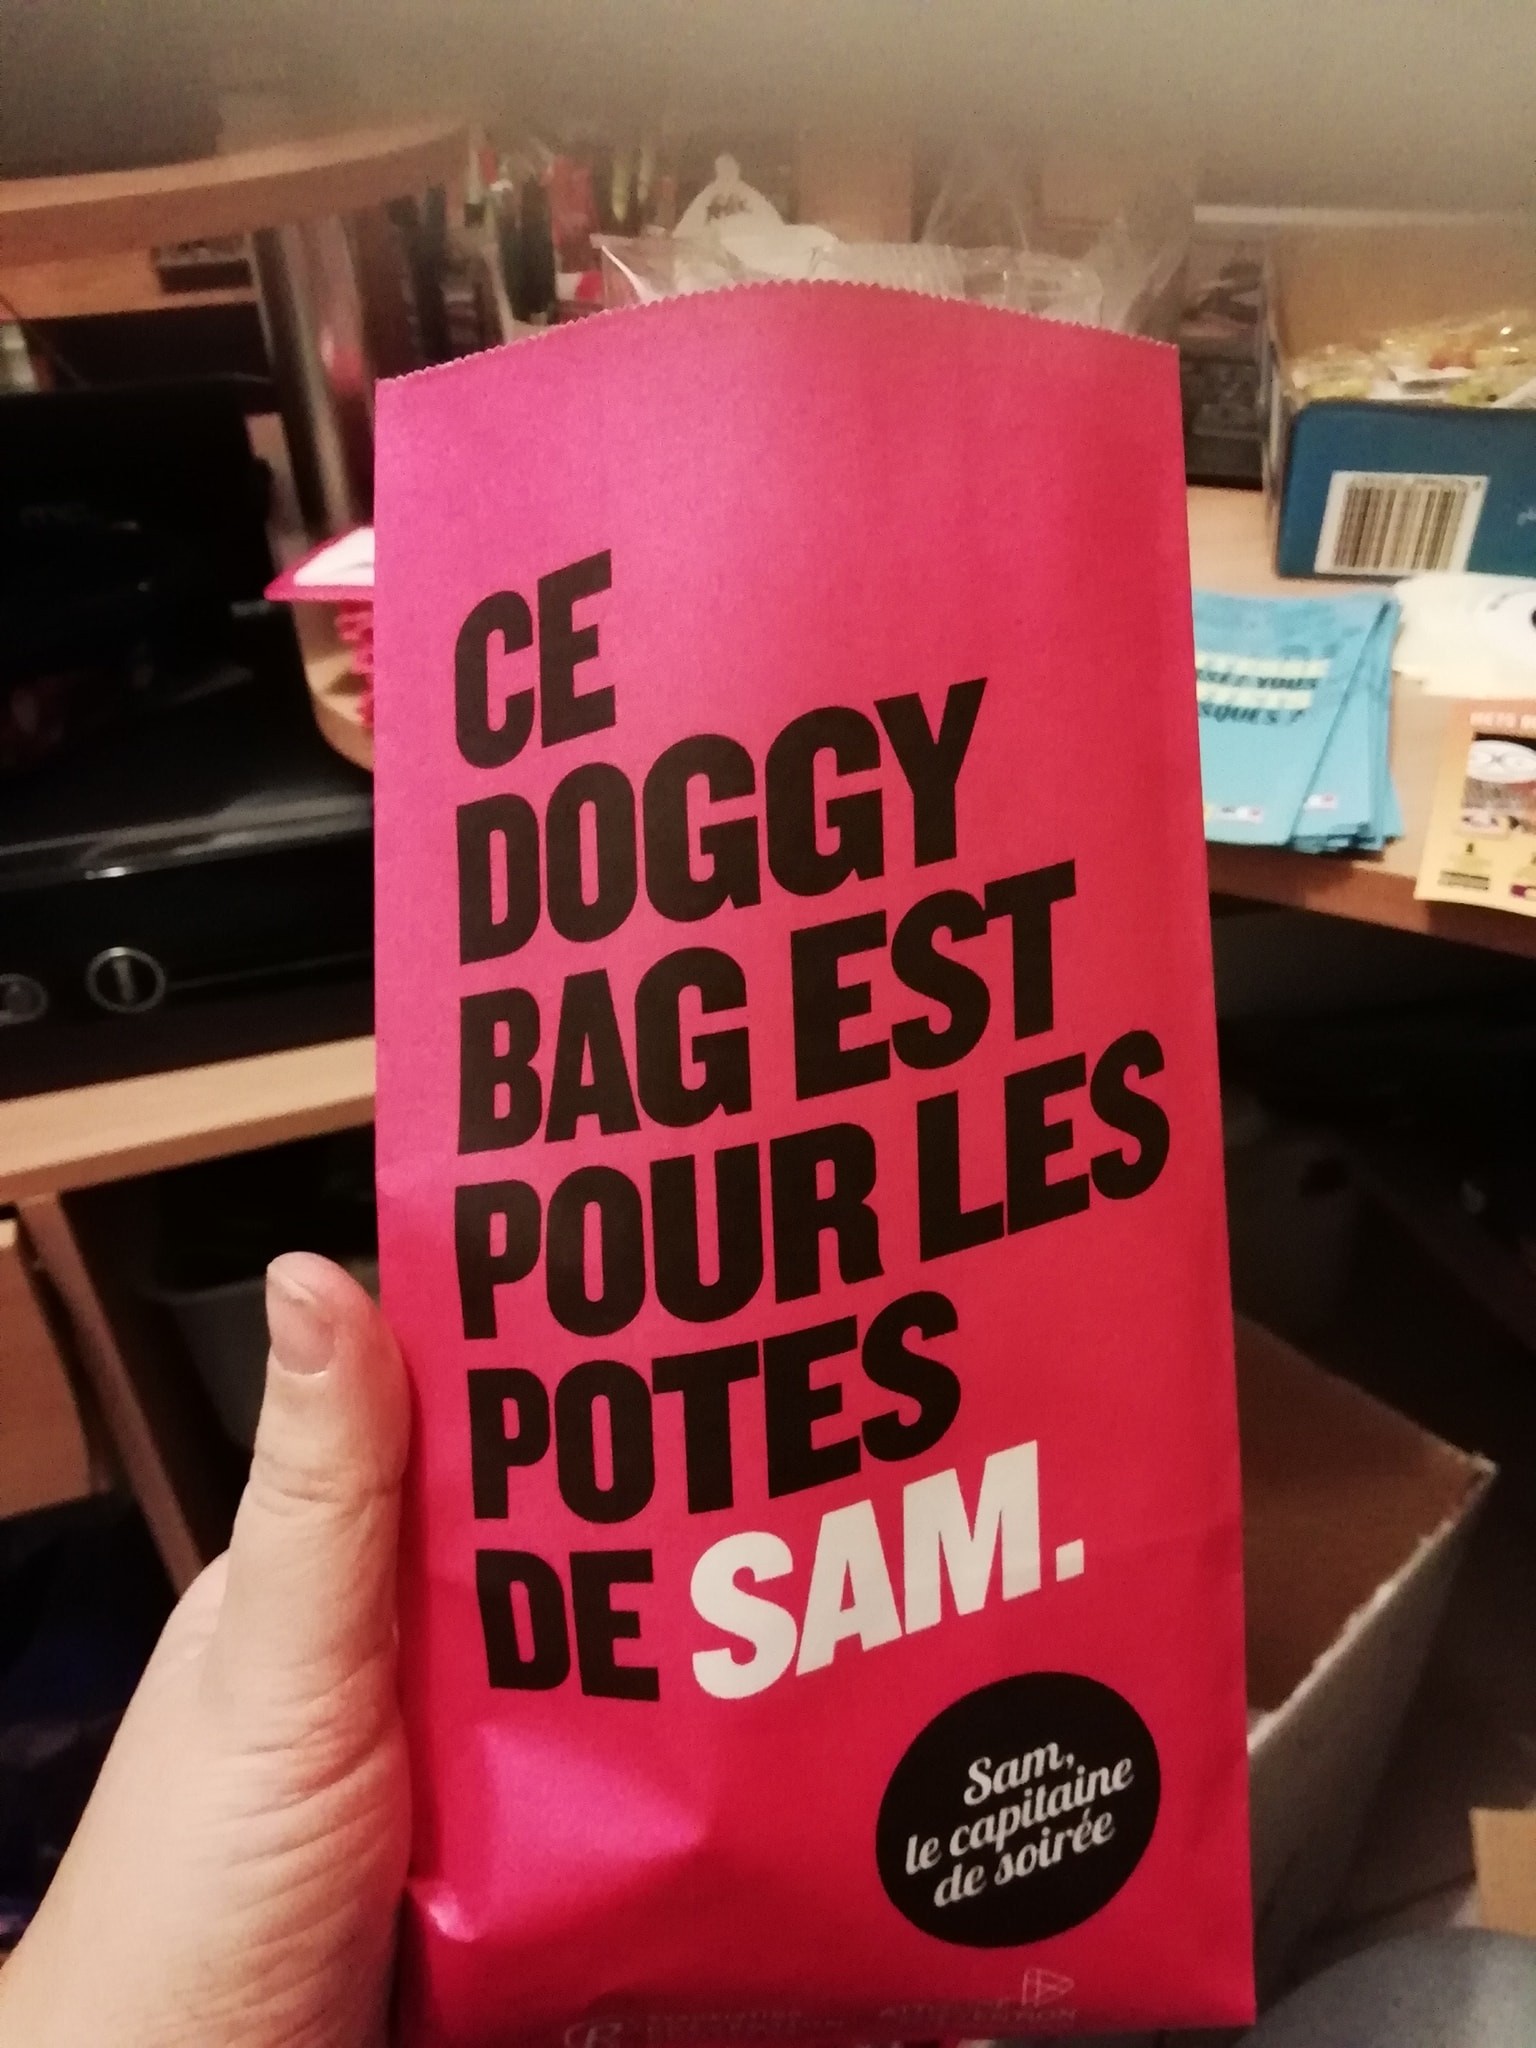 CE
DOGGY
BAG EST
POUR LES
POTES
DE SAM.
Sam,
le capitaine
de soirée